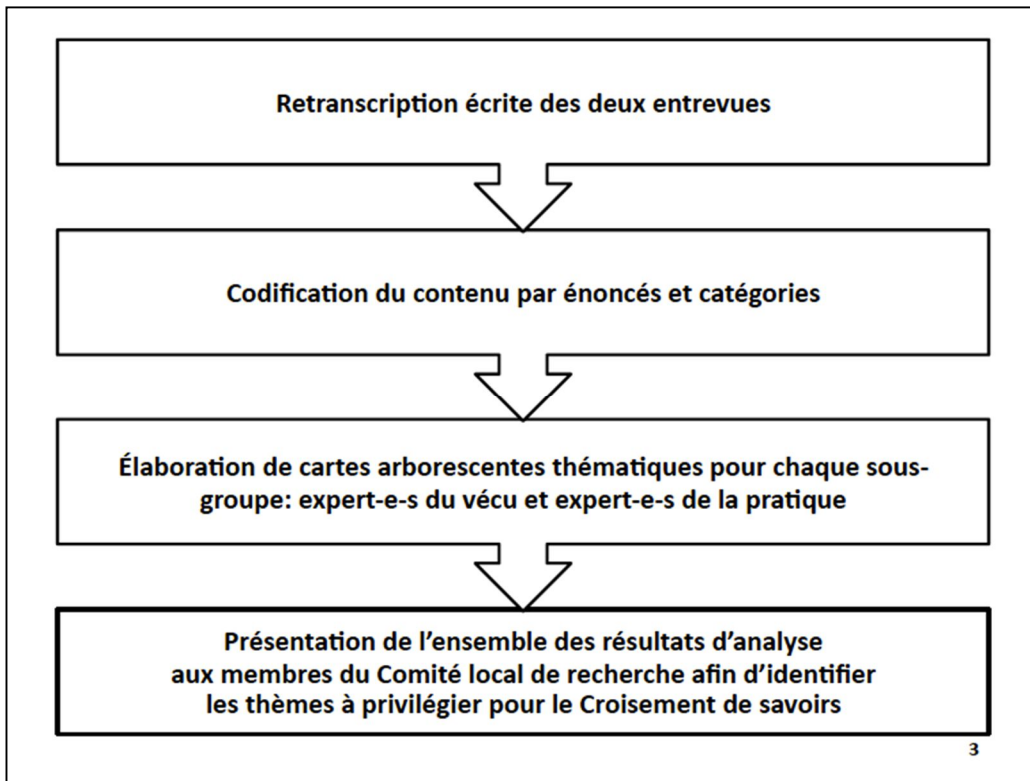 Retranscription écrite des deux entrevues
Codification du contenu par énoncés et catégories
Élaboration de cartes arborescentes thématiques pour chaque sous-
groupe: expert-e-s du vécu et expert-e-s de la pratique
Présentation de l’ensemble des résultats d’analyse
aux membres du Comité local de recherche afin d’identifier
les thèmes à privilégier pour le Croisement de savoirs
3